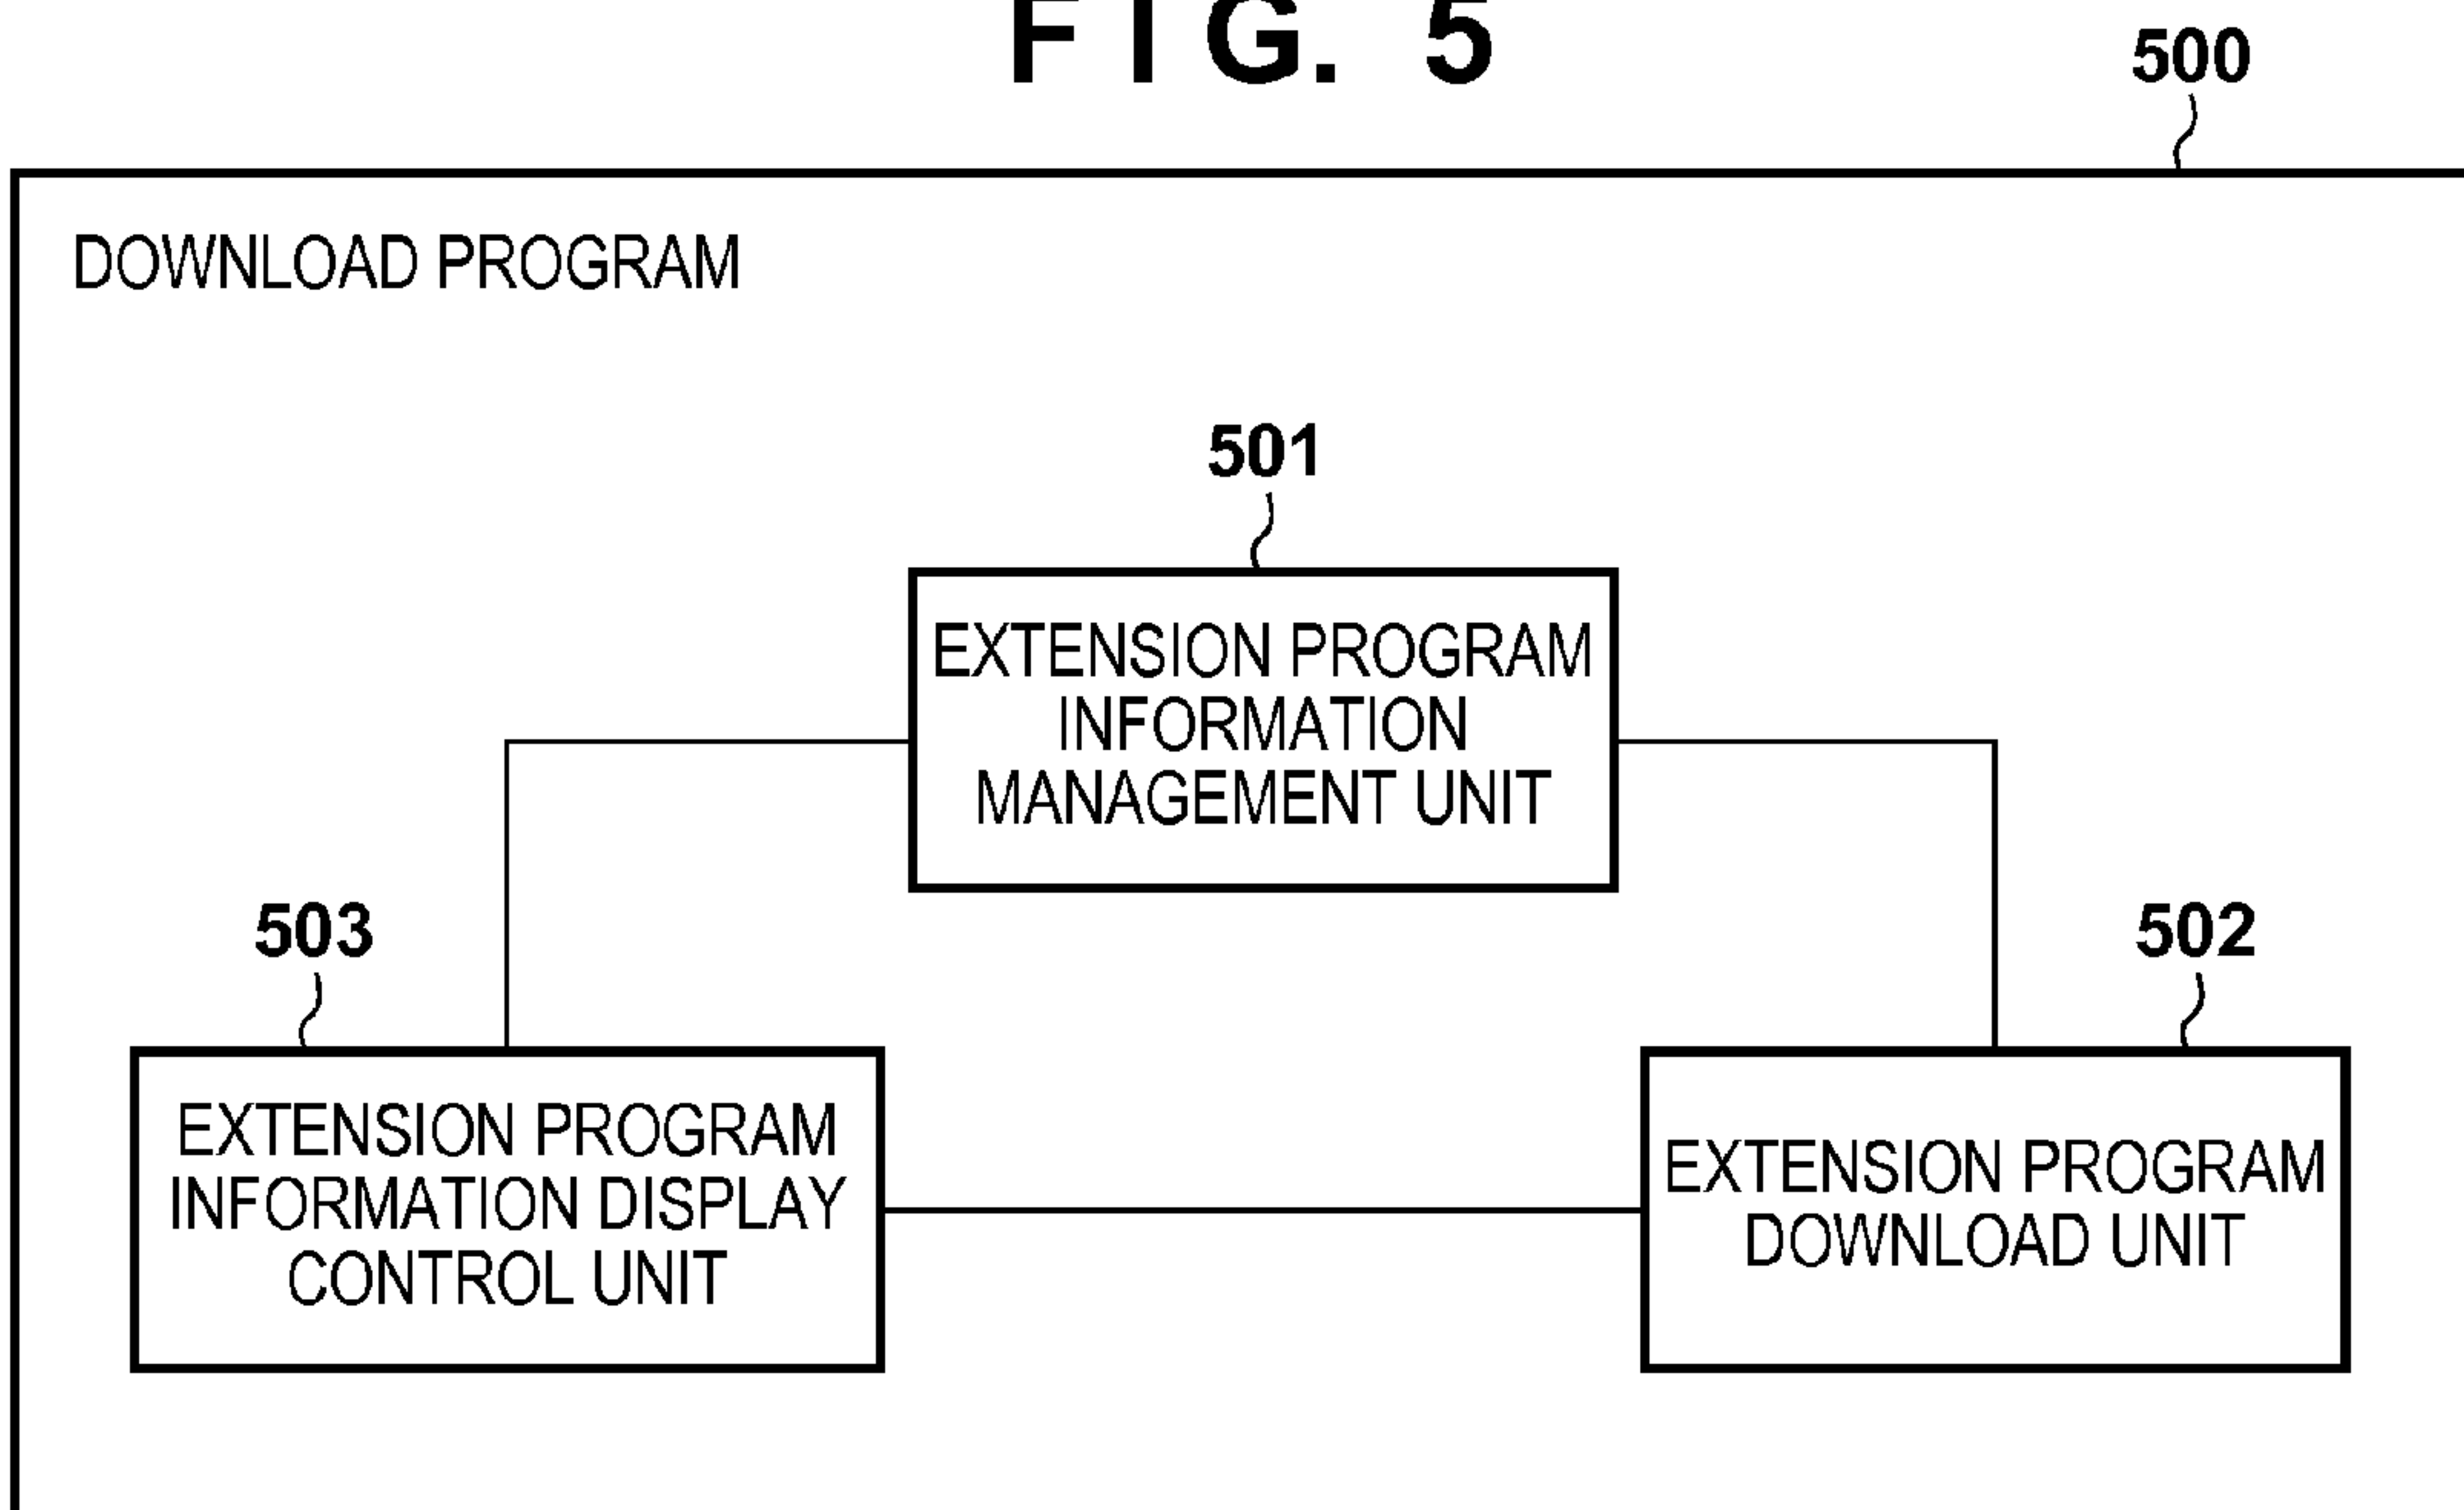 FIG. 5
500
DOWNLOAD PROGRAM
501
EXTENSION PROGRAM
INFORMATION
MANAGEMENT UNIT
503
502
EXTENSION PROGRAM
INFORMATION DISPLAY
CONTROL UNIT
EXTENSION PROGRAM
DOWNLOAD UNIT